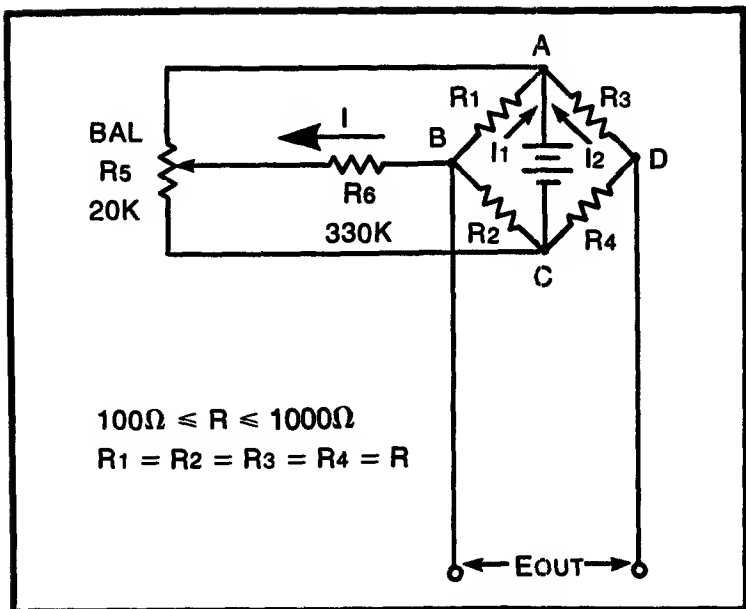 A
R1
R3
BAL
I
B
I1
I2
D
R5
R6
20K
330K
R2
R4
C
100Ω ≤ R ≤ 1000Ω
R1 = R2 = R3 = R4 = R
EOUT